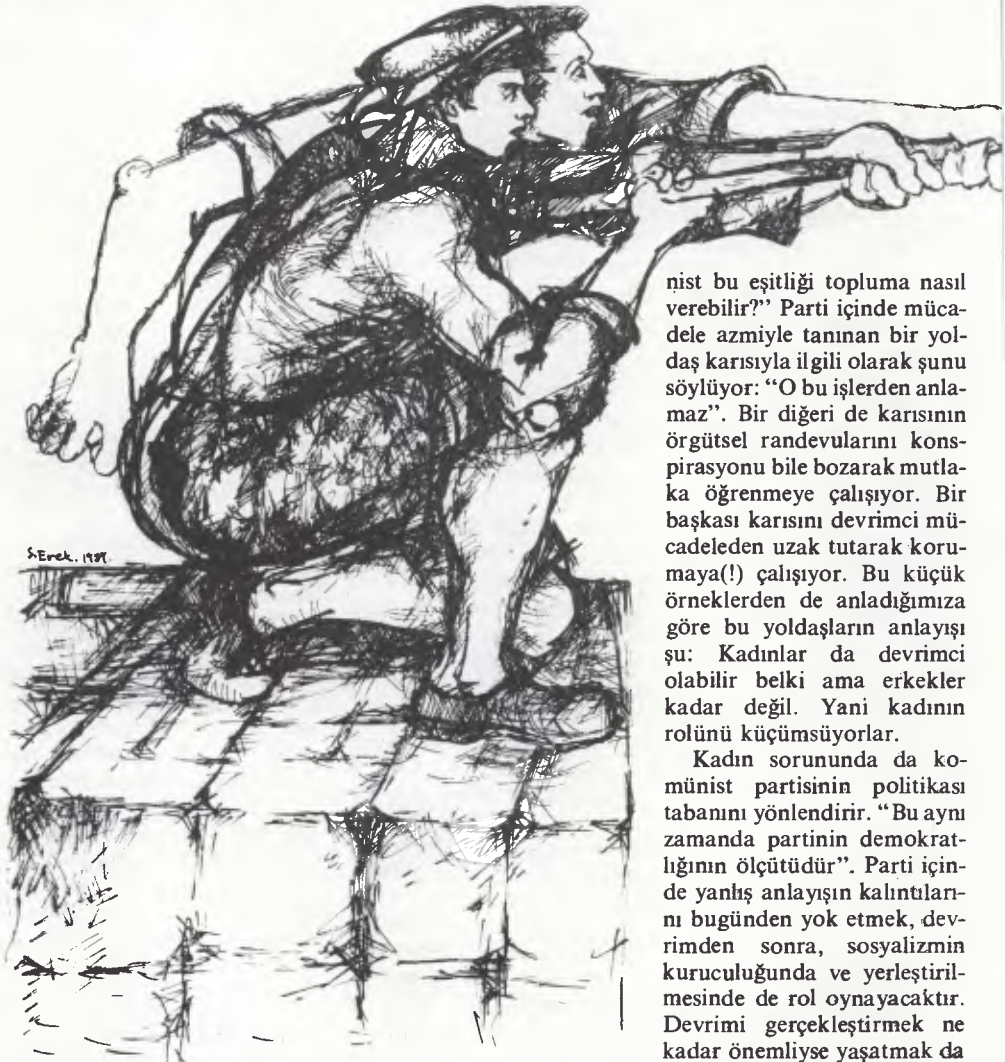 nist bu eşitliği topluma nasıl
verebilir?” Parti içinde müca-
dele azmiyle tanınan bir yol-
daş karısıyla ilgili olarak şunu
söylüyor: “O bu işlerden anla-
maz”. Bir diğeri de karısının
örgütsel randevularını kons-
pirasyonu bile bozarak mutla-
ka öğrenmeye çalışıyor. Bir
başkası karısını devrimci mü-
cadeleden uzak tutarak koru-
maya(!) çalışıyor. Bu küçük
örneklerden de anladığımıza
göre bu yoldaşların anlayışı
şu: Kadınlar da devrimci
olabilir belki ama erkekler
kadar değil. Yani kadının
rolünü küçümsüyorlar.
Kadın sorununda da ko-
münist partisinin politikası
tabanını yönlendirir. “Bu aynı
zamanda partinin demokrat-
lığının ölçütüdür”. Parti için-
de yanlış anlayışın kalıntıları-
nı bugünden yok etmek, dev-
rimden sonra, sosyalizmin
kuruculuğunda ve yerleştiril-
mesinde de rol oynayacaktır.
Devrimi gerçekleştirmek ne
kadar önemliyse yaşatmak da
S. Erek.